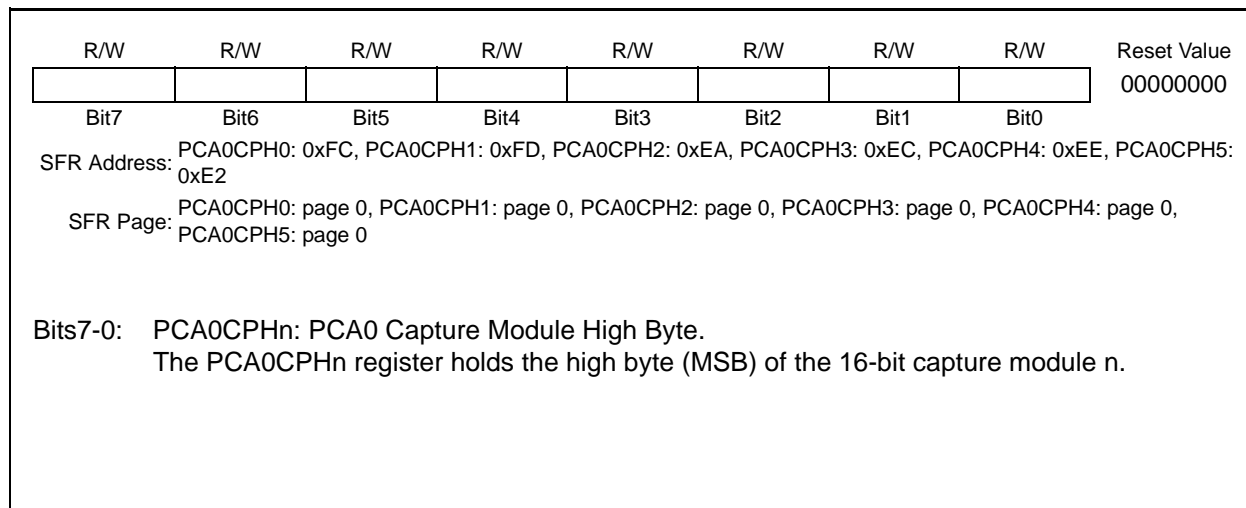 R/W R/W R/W R/W R/W R/W R/W R/W Reset Value
00000000
Bit7 Bit6 Bit5 Bit4 Bit3 Bit2 Bit1 Bit0
SFR Address: PCA0CPH0: 0xFC, PCA0CPH1: 0xFD, PCA0CPH2: 0xEA, PCA0CPH3: 0xEC, PCA0CPH4: 0xEE, PCA0CPH5:
0xE2
SFR Page: PCA0CPH0: page 0, PCA0CPH1: page 0, PCA0CPH2: page 0, PCA0CPH3: page 0, PCA0CPH4: page 0,
PCA0CPH5: page 0
Bits7-0: PCA0CPHn: PCA0 Capture Module High Byte.
The PCA0CPHn register holds the high byte (MSB) of the 16-bit capture module n.